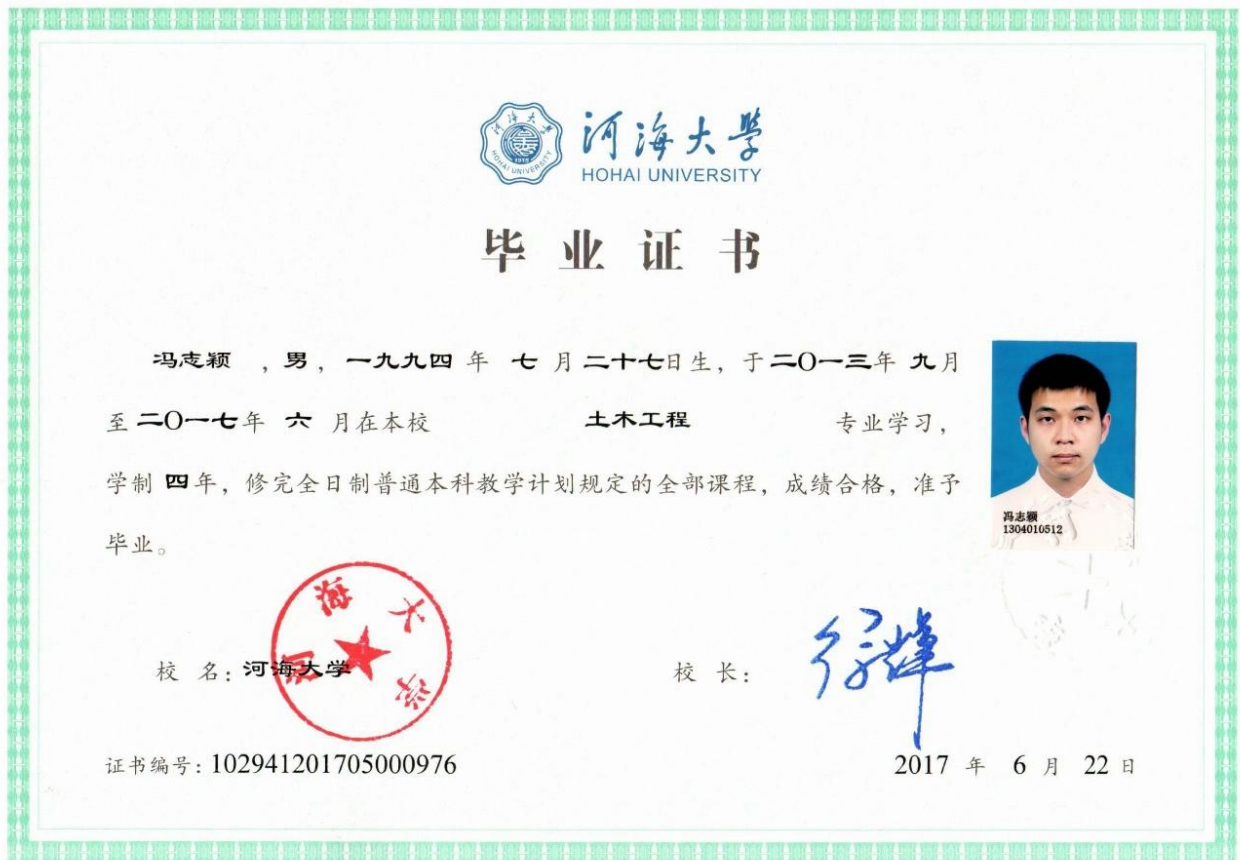 河海大学
HOHAI UNIVERSITY
毕业证书
冯志颖 ，男，一九九四 年 七 月 二十七日生，于二O一三年 九月
至二O一七年 六 月在本校 土木工程 专业学习，
学制 四年，修完全日制普通本科教学计划规定的全部课程，成绩合格，准予
毕业。
冯志颖
1304010512
河海大学
校 名：河海大学
校 长：
证书编号：102941201705000976
2017 年 6 月 22 日